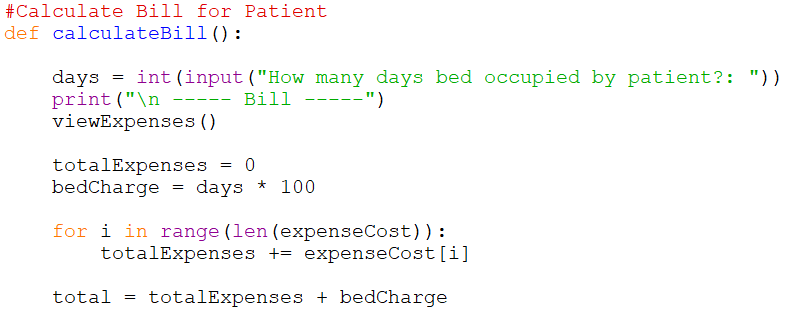 #Calculate Bill for Patient
def calculateBill():
    days = int(input("How many days bed occupied by patient?: "))
    print("\n ----- Bill -----")
    viewExpenses()
    totalExpenses = 0
    bedCharge = days * 100
    for i in range(len(expenseCost)):
        totalExpenses += expenseCost[i]
    total = totalExpenses + bedCharge